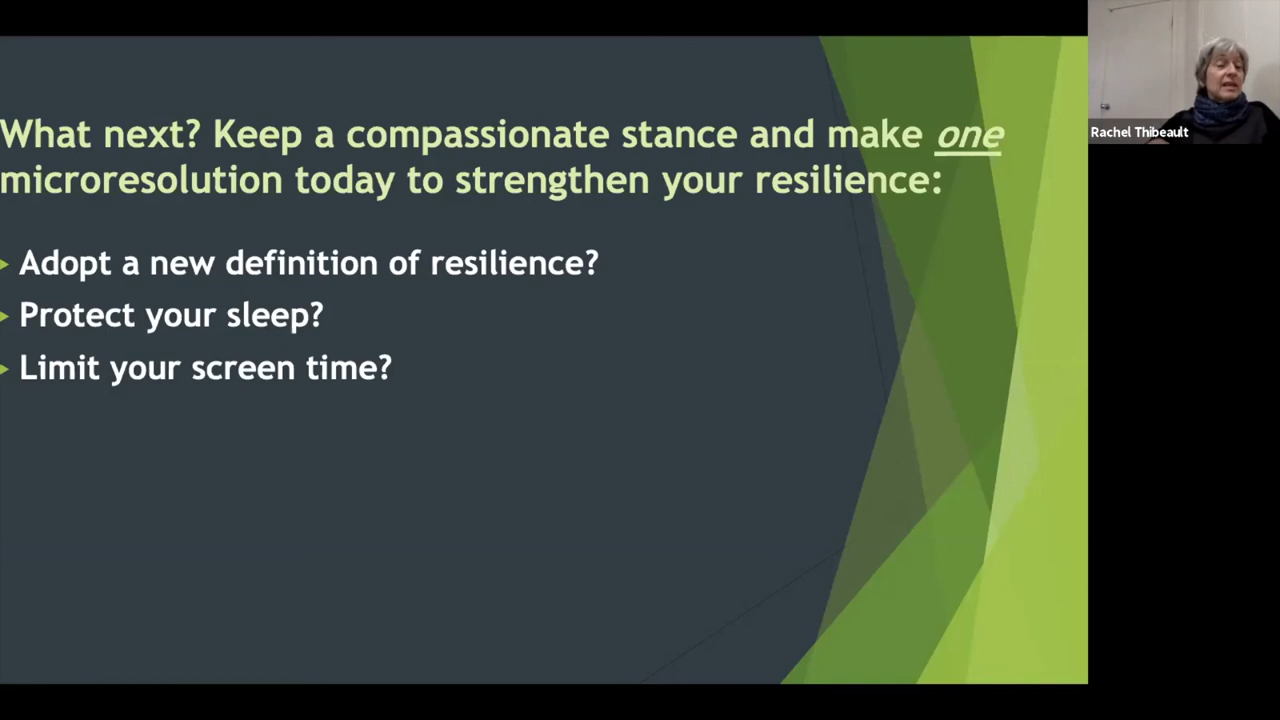 What next? Keep a compassionate stance and make one
microresolution today to strengthen your resilience:
Adopt a new definition of resilience?
Protect your sleep?
Limit your screen time?
Rachel Thibeault